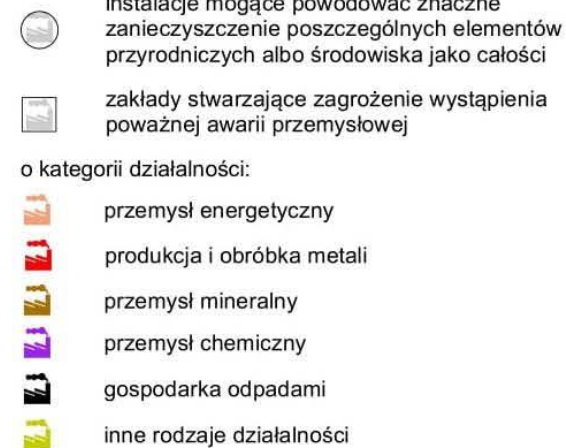 instalacje mogące powodować znaczne
zanieczyszczenie poszczególnych elementów
przyrodniczych albo środowiska jako całości
zakłady stwarzające zagrożenie wystąpienia
poważnej awarii przemysłowej
o kategorii działalności:
przemysł energetyczny
produkcja i obróbka metali
przemysł mineralny
przemysł chemiczny
gospodarka odpadami
inne rodzaje działalności